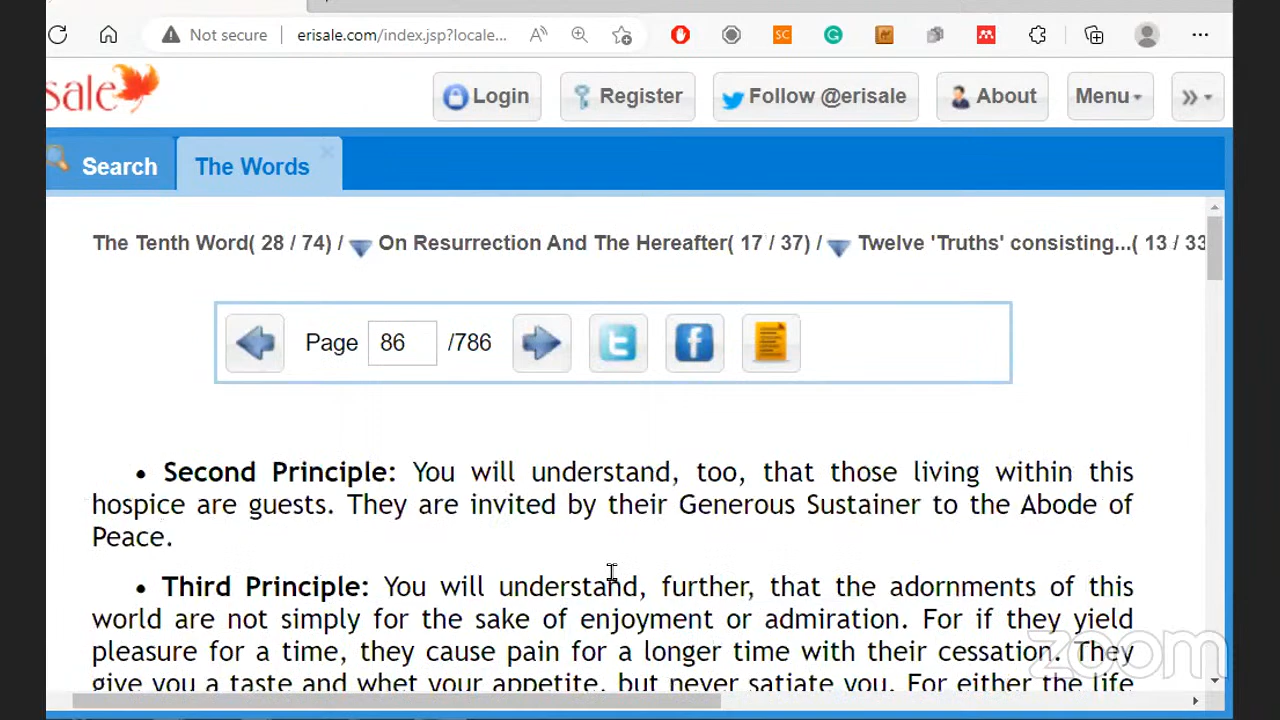 Not secure erisale.com/index.jsp?locale...
sale Login Register Follow @erisale About Menu
Search The Words
The Tenth Word( 28 / 74) / On Resurrection And The Hereafter( 17 / 37) / Twelve 'Truths' consisting...( 13 / 33
Page 86 /786
• Second Principle: You will understand, too, that those living within this
hospice are guests. They are invited by their Generous Sustainer to the Abode of
Peace.
• Third Principle: You will understand, further, that the adornments of this
world are not simply for the sake of enjoyment or admiration. For if they yield
pleasure for a time, they cause pain for a longer time with their cessation. They
give you a taste and whet your appetite, but never satiate you. For either the life
zoom